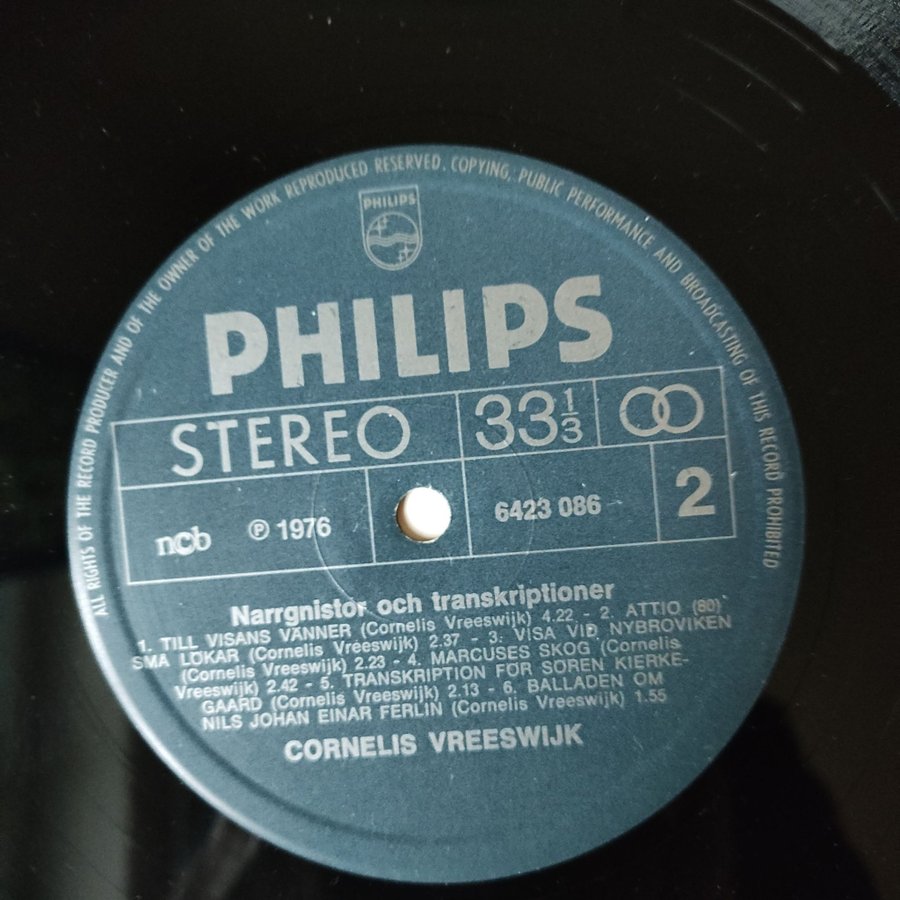 ALL RIGHTS OF THE RECORD PRODUCER AND OF THE OWNER OF THE WORK REPRODUCED RESERVED. COPYING, PUBLIC PERFORMANCE AND BROADCASTING OF THIS RECORD PROHIBITED
PHILIPS
PHILIPS
STEREO 33 1/3
ncb ℗ 1976 6423 086 2
Narrgnistor och transkriptioner
1. TILL VISANS VÄNNER (Cornelis Vreeswijk) 4.22 - 2. ATTIO (80)
SMÅ LÖKAR (Cornelis Vreeswijk) 2.37 - 3. VISA VID NYBROVIKEN
(Cornelis Vreeswijk) 2.23 - 4. MARCUSES SKOG (Cornelis
Vreeswijk) 2.42 - 5. TRANSKRIPTION FÖR SÖREN KIERKE-
GAARD (Cornelis Vreeswijk) 2.13 - 6. BALLADEN OM
NILS JOHAN EINAR FERLIN (Cornelis Vreeswijk) 1.55
CORNELIS VREESWIJK